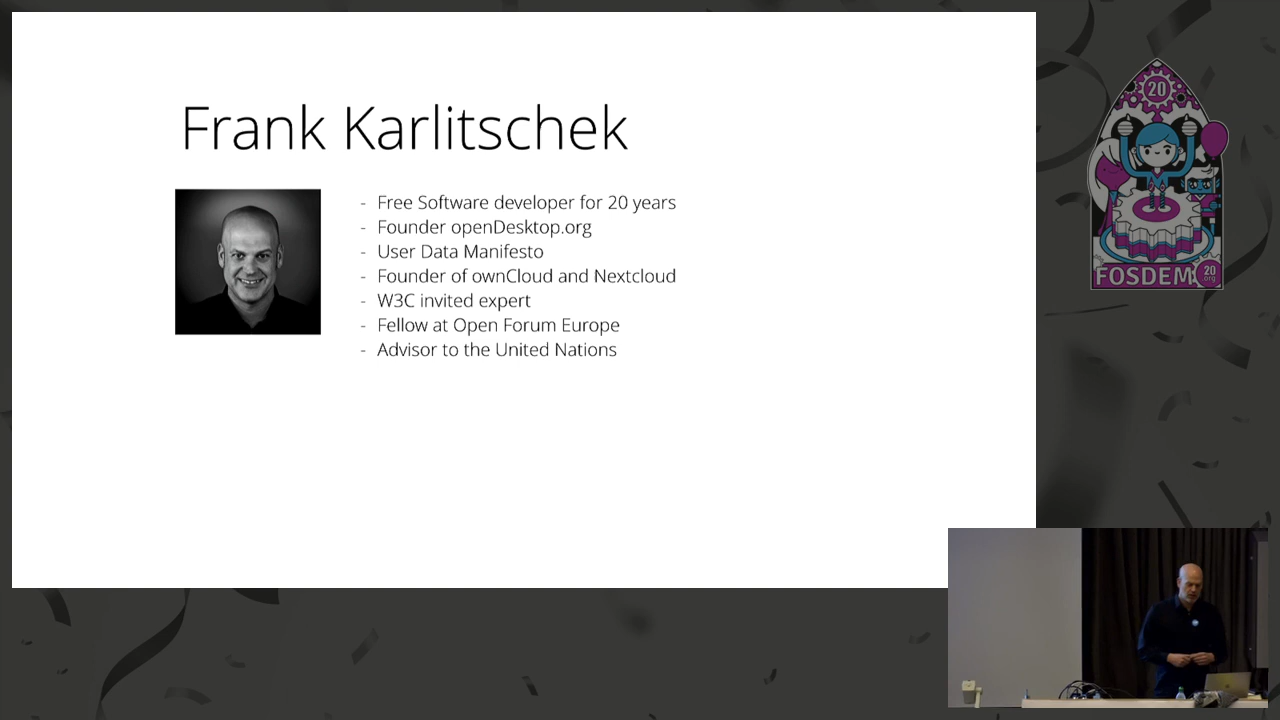 Frank Karlitschek
- Free Software developer for 20 years
- Founder openDesktop.org
- User Data Manifesto
- Founder of ownCloud and Nextcloud
- W3C invited expert
- Fellow at Open Forum Europe
- Advisor to the United Nations
20
FOSDEM
20
org